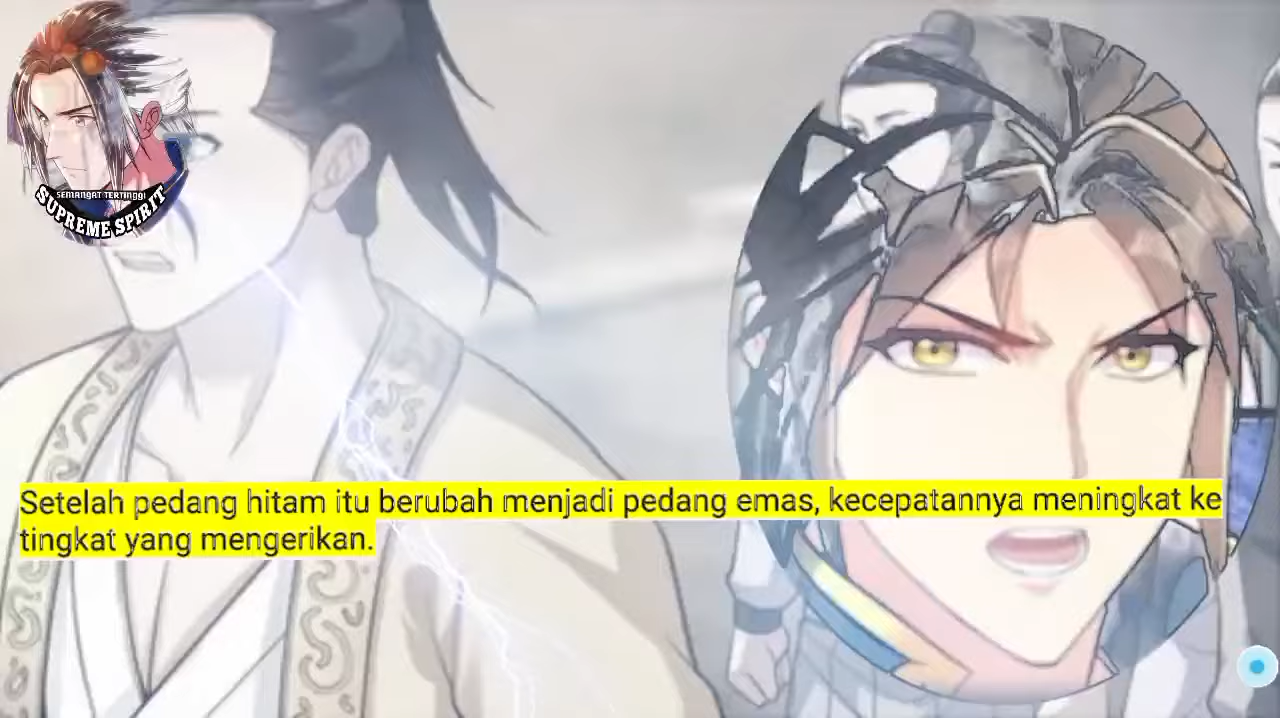 SEMANGAT TERTINGGI
SUPREME SPIRIT
Setelah pedang hitam itu berubah menjadi pedang emas, kecepatannya meningkat ke
tingkat yang mengerikan.